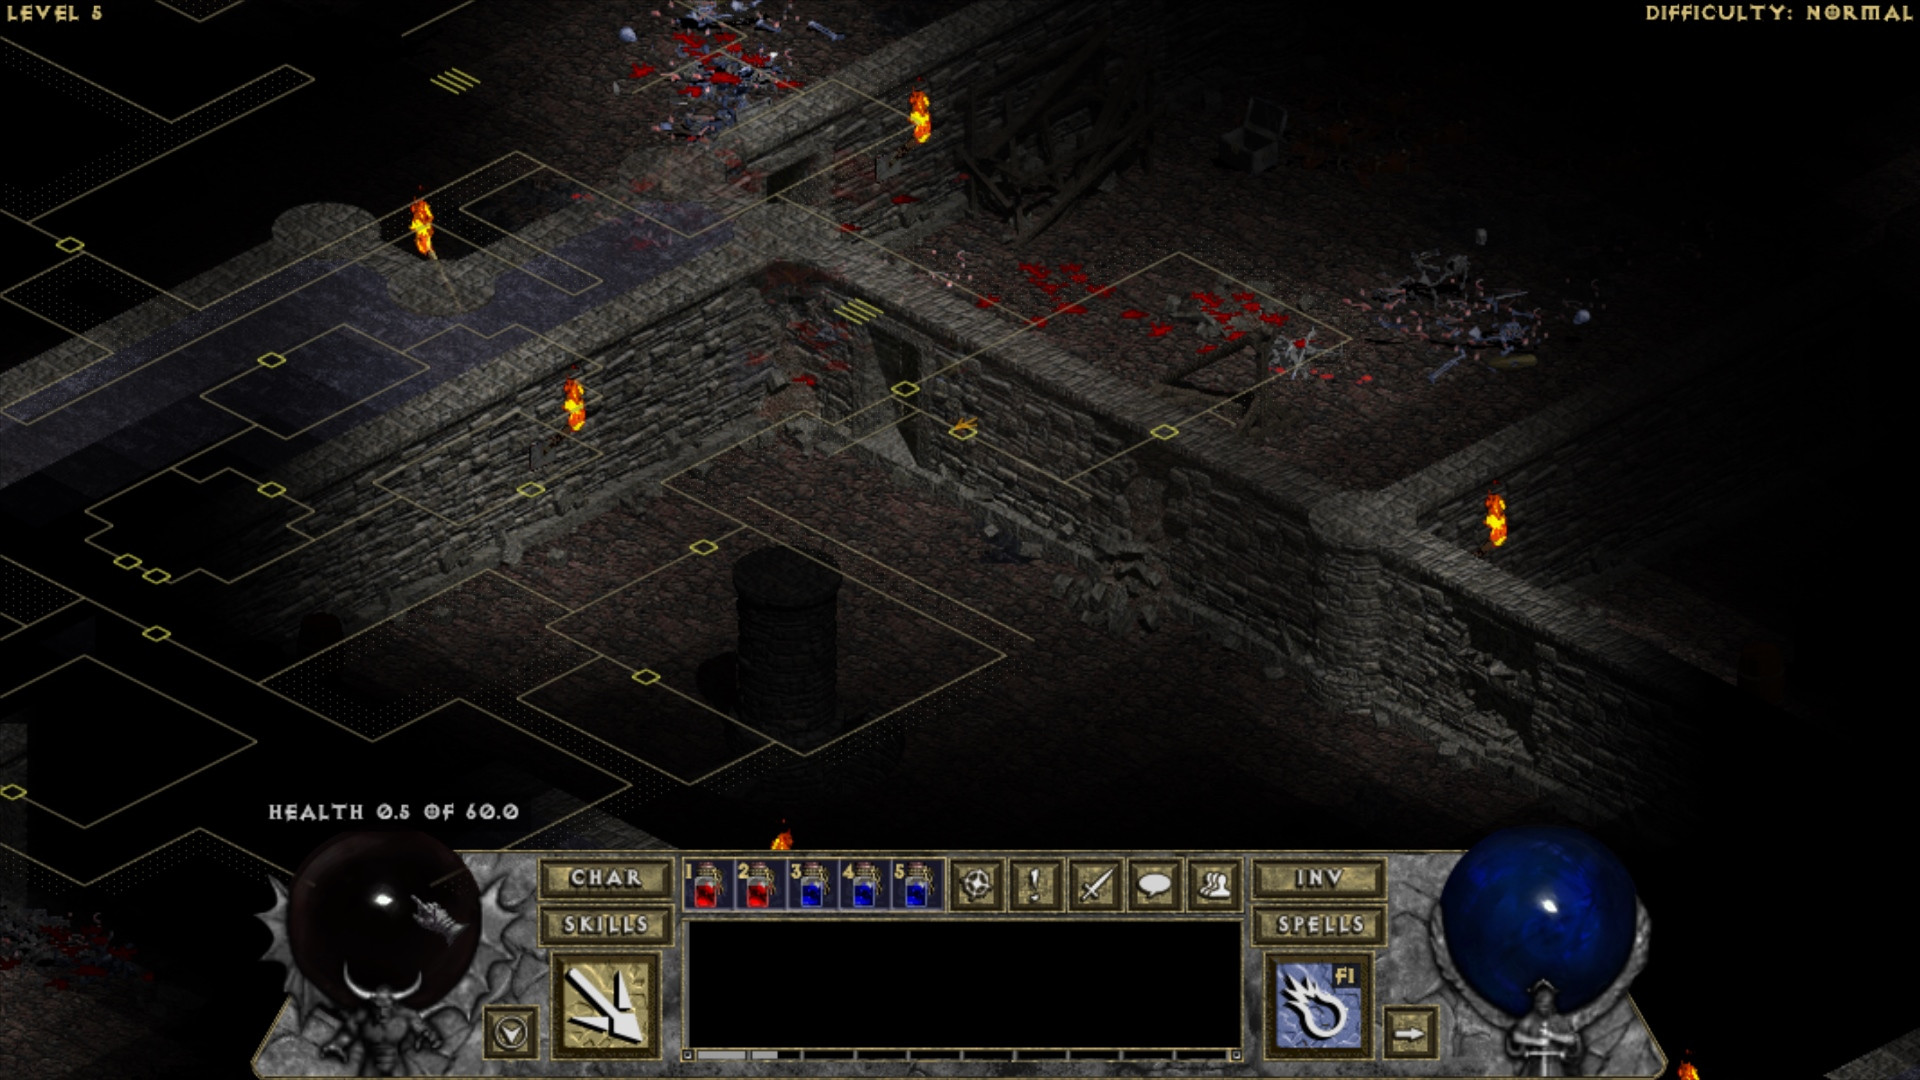 LEVEL 5
DIFFICULTY: NORMAL
HEALTH 0.5 OF 60.0
CHAR
1 2 3 4 5
INV
SKILLS
SPELLS
F1